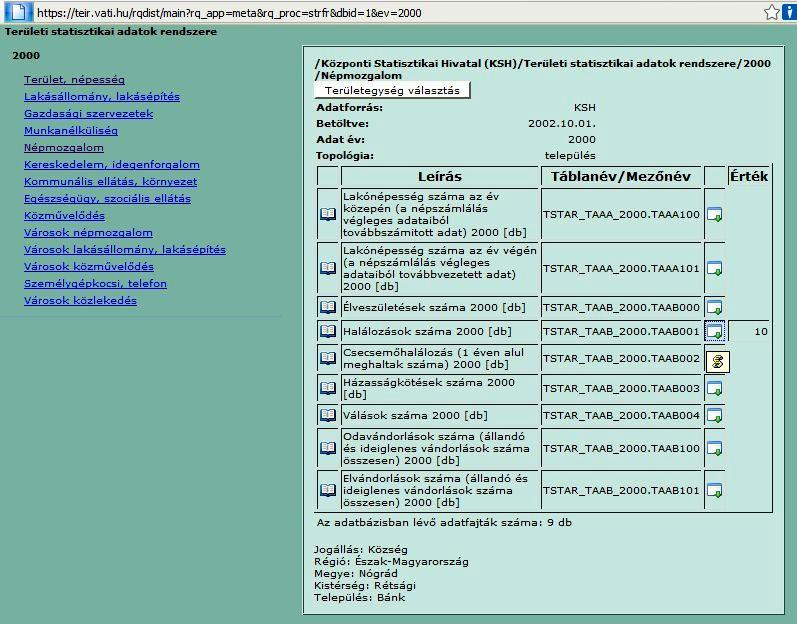 https://teir.vati.hu/rqdist/main?rq_app=meta&rq_proc=strfr&dbid=1&ev=2000
Területi statisztikai adatok rendszere
2000
Terület, népesség
Lakásállomány, lakásépítés
Gazdasági szervezetek
Munkanélküliség
Népmozgalom
Kereskedelem, idegenforgalom
Kommunális ellátás, környezet
Egészségügy, szociális ellátás
Közművelődés
Városok népmozgalom
Városok lakásállomány, lakásépítés
Városok közművelődés
Személygépkocsi, telefon
Városok közlekedés
/Központi Statisztikai Hivatal (KSH)/Területi statisztikai adatok rendszere/2000
/Népmozgalom
Területegység választás
Adatforrás: KSH
Betöltve: 2002.10.01.
Adat év: 2000
Topológia: település
Leírás Táblanév/Mezőnév Érték
Lakónépesség száma az év
közepén (a népszámlálás
végleges adataiból
továbbszámított adat) 2000 [db]
TSTAR_TAAA_2000.TAAA100
Lakónépesség száma az év végén
(a népszámlálás végleges
adataiból továbbvezetett adat)
2000 [db]
TSTAR_TAAA_2000.TAAA101
Élveszületések száma 2000 [db] TSTAR_TAAB_2000.TAAB000
Halálozások száma 2000 [db] TSTAR_TAAB_2000.TAAB001 10
Csecsemőhalálozás (1 éven alul
meghaltak száma) 2000 [db]
TSTAR_TAAB_2000.TAAB002
Házasságkötések száma 2000
[db]
TSTAR_TAAB_2000.TAAB003
Válások száma 2000 [db] TSTAR_TAAB_2000.TAAB004
Odavándorlások száma (állandó
és ideiglenes vándorlások száma
összesen) 2000 [db]
TSTAR_TAAB_2000.TAAB100
Elvándorlások száma (állandó és
ideiglenes vándorlások száma
összesen) 2000 [db]
TSTAR_TAAB_2000.TAAB101
Az adatbázisban lévő adatfajták száma: 9 db
Jogállás: Község
Régió: Észak-Magyarország
Megye: Nógrád
Kistérség: Rétsági
Település: Bánk